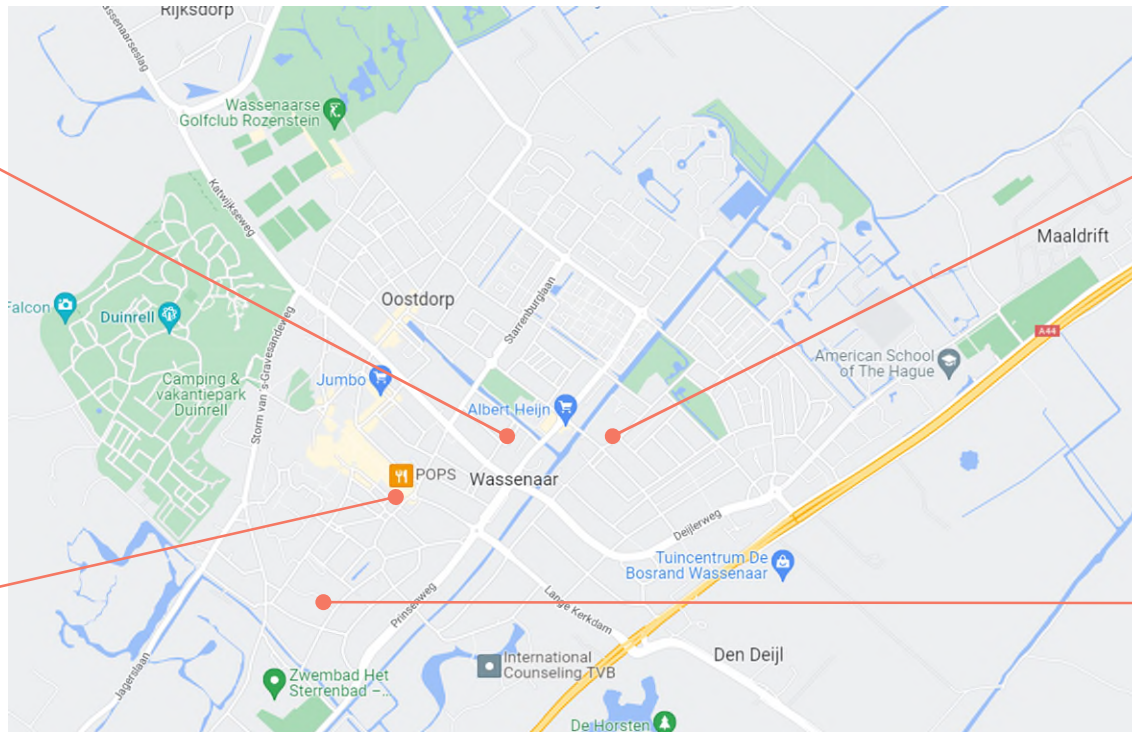 Rijksdorp
assenaarseslag
Wassenaarse
Golfclub Rozenstein
Katwijkseweg
Maaldrift
Falcon
Duinrell
Oostdorp
Starrenburglaan
A44
Storm van 's-Gravesandeweg
Camping &
vakantiepark
Duinrell
Jumbo
American School
of The Hague
Albert Heijn
POPS
Wassenaar
Deijlerweg
Tuincentrum De
Bosrand Wassenaar
Prinsenweg
Lange Kerkdam
Jagerslaan
Zwembad Het
Sterrenbad –...
International
Counseling TVB
Den Deijl
De Horsten